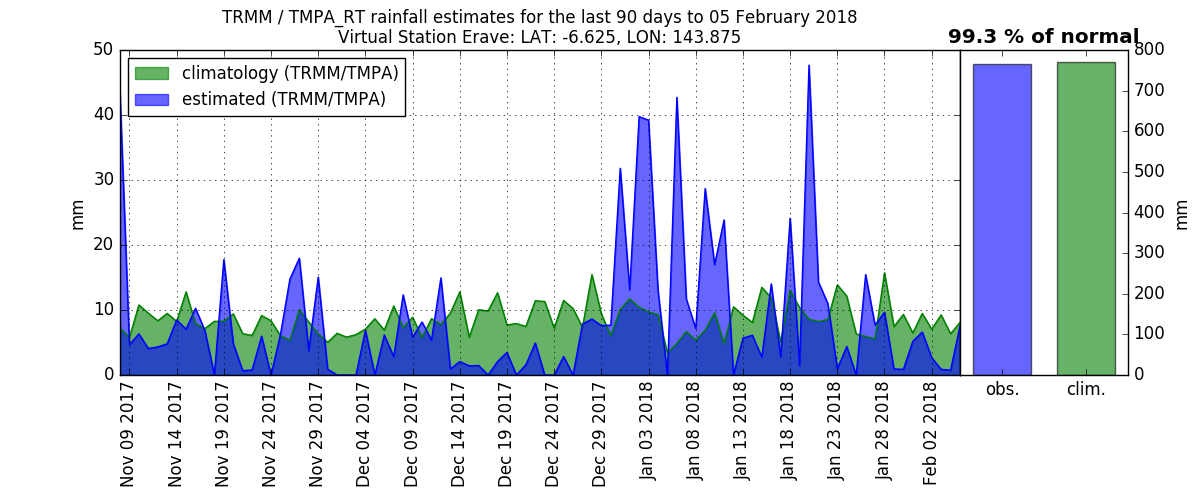 TRMM / TMPA_RT rainfall estimates for the last 90 days to 05 February 2018
Virtual Station Erave: LAT: -6.625, LON: 143.875
99.3 % of normal
climatology (TRMM/TMPA)
estimated (TRMM/TMPA)
50
40
30
20
10
0
mm
800
700
600
500
400
300
200
100
0
mm
Nov 09 2017
Nov 14 2017
Nov 19 2017
Nov 24 2017
Nov 29 2017
Dec 04 2017
Dec 09 2017
Dec 14 2017
Dec 19 2017
Dec 24 2017
Dec 29 2017
Jan 03 2018
Jan 08 2018
Jan 13 2018
Jan 18 2018
Jan 23 2018
Jan 28 2018
Feb 02 2018
obs.
clim.